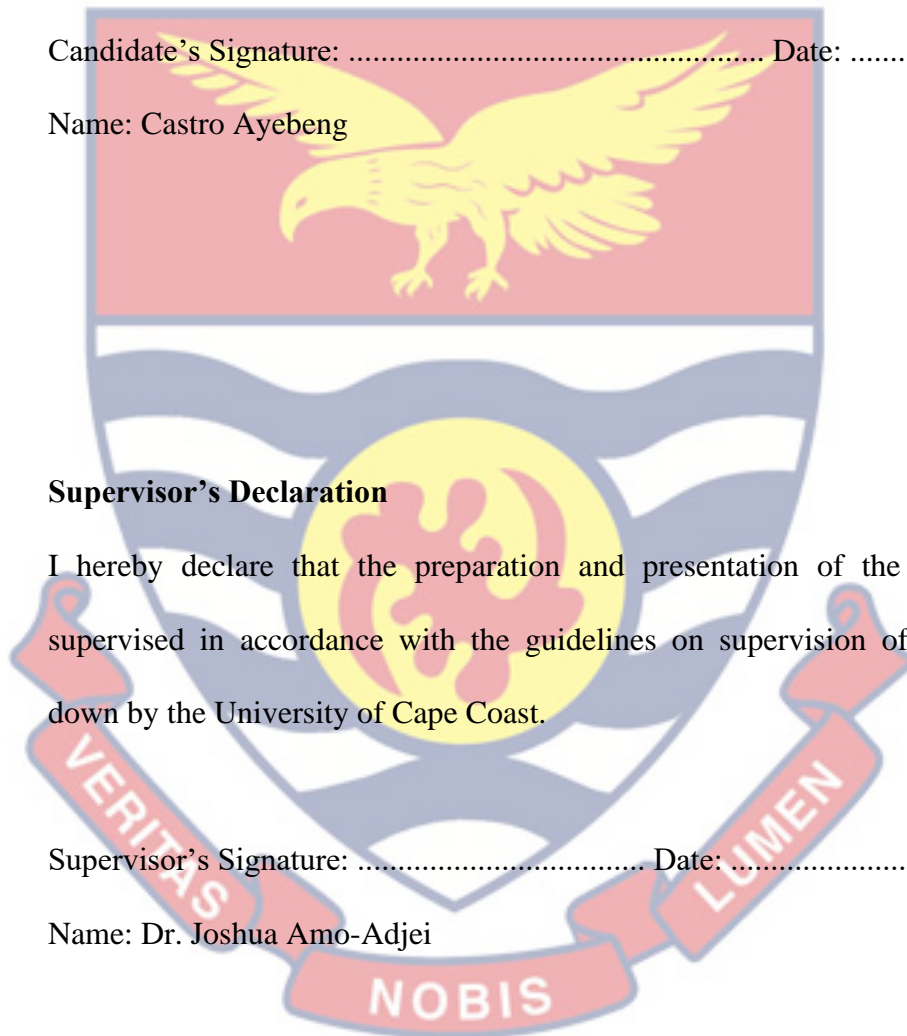 Candidate’s Signature: .................................................... Date: .......
Name: Castro Ayebeng
Supervisor’s Declaration
I hereby declare that the preparation and presentation of the
supervised in accordance with the guidelines on supervision of
down by the University of Cape Coast.
Supervisor’s Signature: .................................... Date: ......................
Name: Dr. Joshua Amo-Adjei
VERITAS
NOBIS
LUMEN